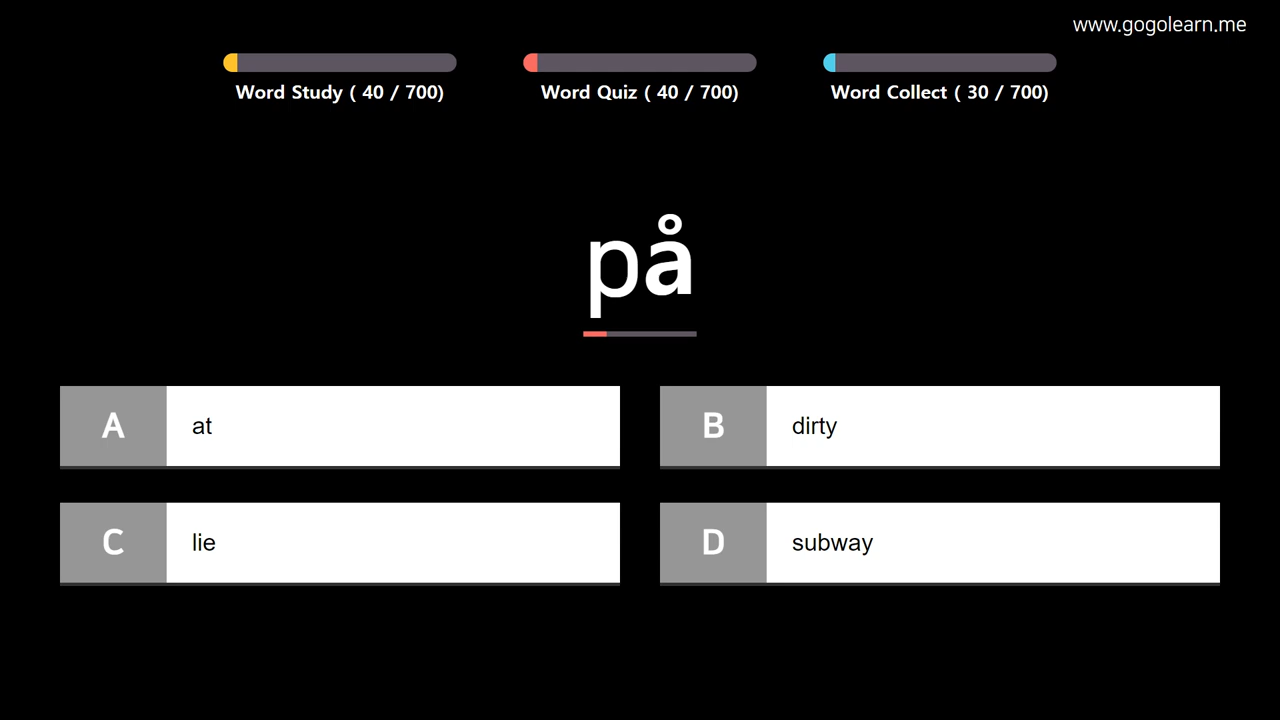 www.gogolearn.me
Word Study ( 40 / 700)
Word Quiz ( 40 / 700)
Word Collect ( 30 / 700)
på
A at
B dirty
C lie
D subway